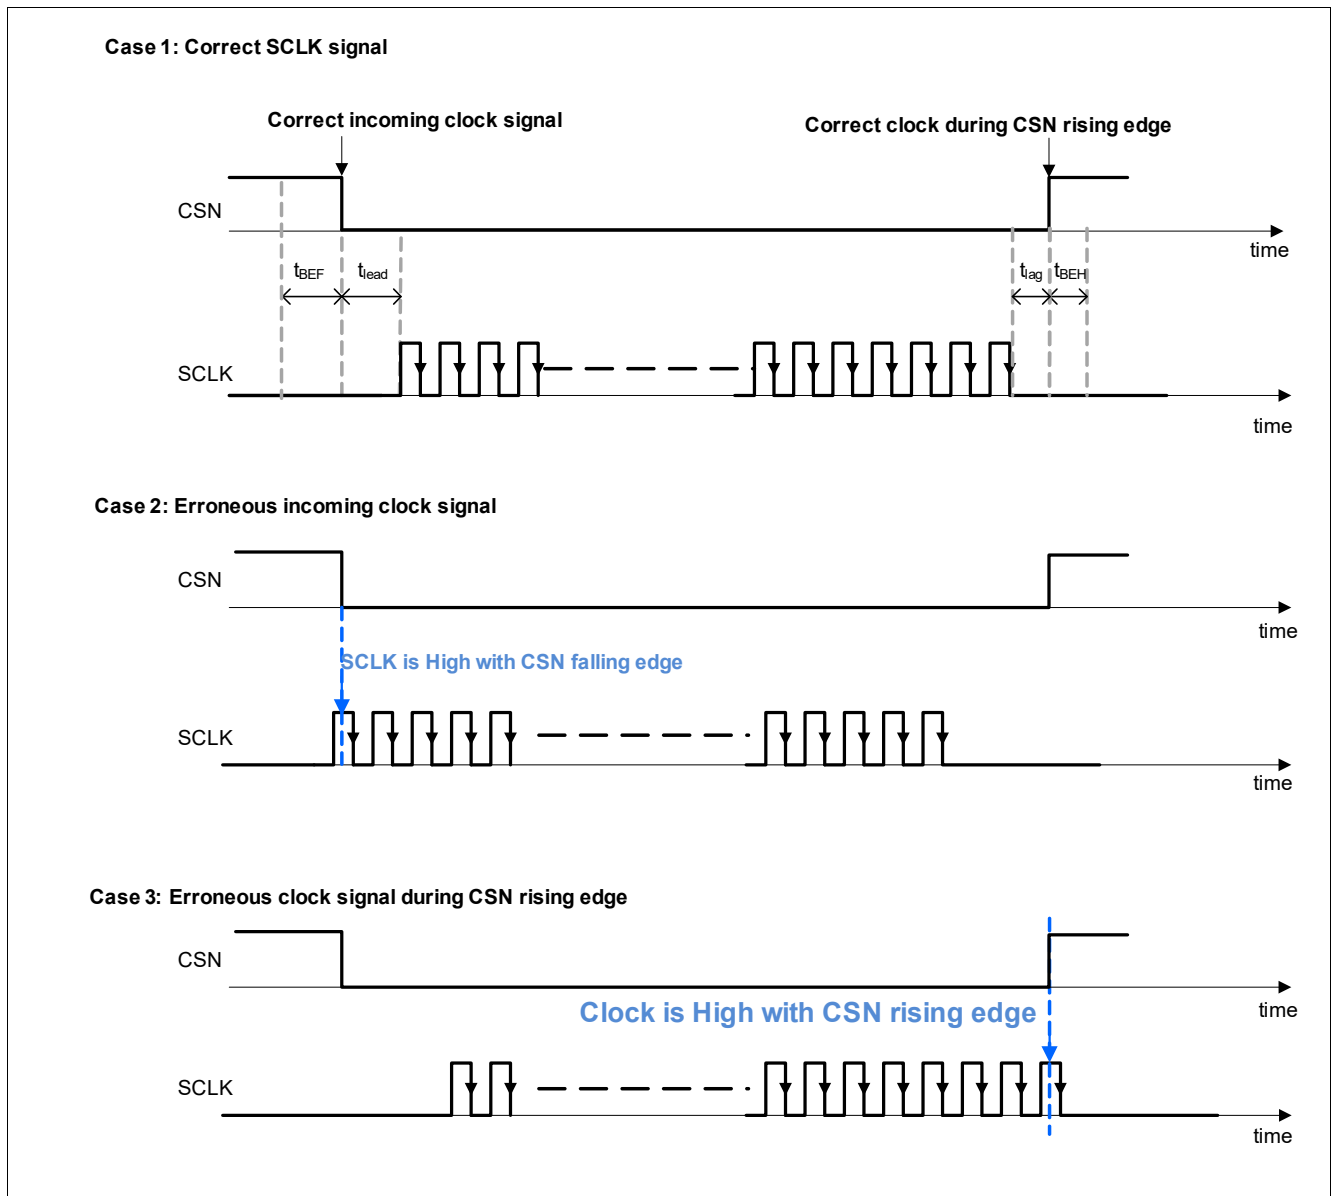 Case 1: Correct SCLK signal
Correct incoming clock signal
Correct clock during CSN rising edge
CSN
time
tBEF
tlead
tlag
tBEH
SCLK
time
Case 2: Erroneous incoming clock signal
CSN
time
SCLK is High with CSN falling edge
SCLK
time
Case 3: Erroneous clock signal during CSN rising edge
CSN
time
Clock is High with CSN rising edge
SCLK
time